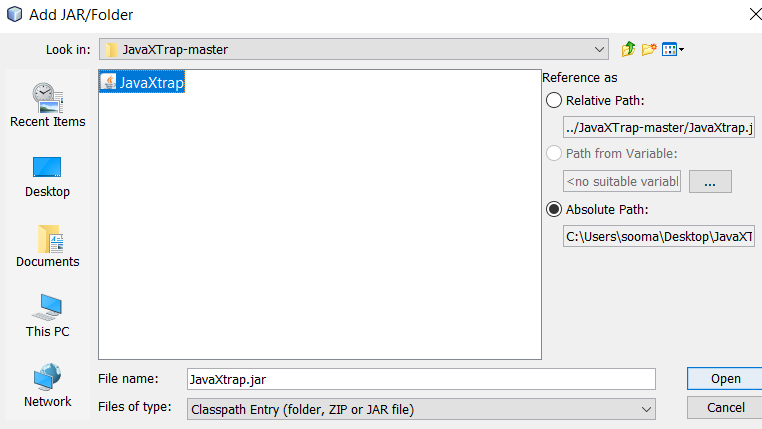 Add JAR/Folder
Look in:
JavaXTrap-master
Recent Items
Desktop
Documents
This PC
Network
JavaXtrap
Reference as
Relative Path:
../JavaXTrap-master/JavaXtrap.j
Path from Variable:
<no suitable variabl
...
Absolute Path:
C:\Users\sooma\Desktop\JavaXT
File name:
JavaXtrap.jar
Open
Files of type:
Classpath Entry (folder, ZIP or JAR file)
Cancel